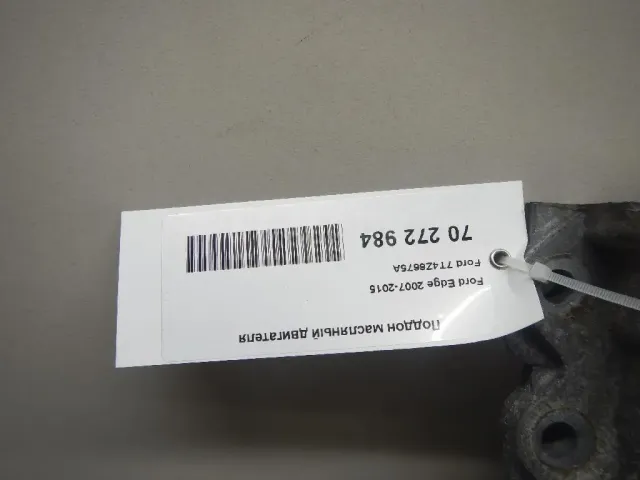 Поддон масляный двигателя
Ford Edge 2007-2015
Ford 7T4Z6675A
70 272 984